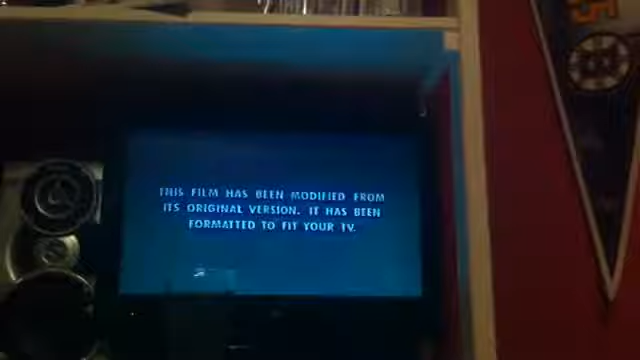 THIS FILM HAS BEEN MODIFIED FROM
ITS ORIGINAL VERSION. IT HAS BEEN
FORMATTED TO FIT YOUR TV.